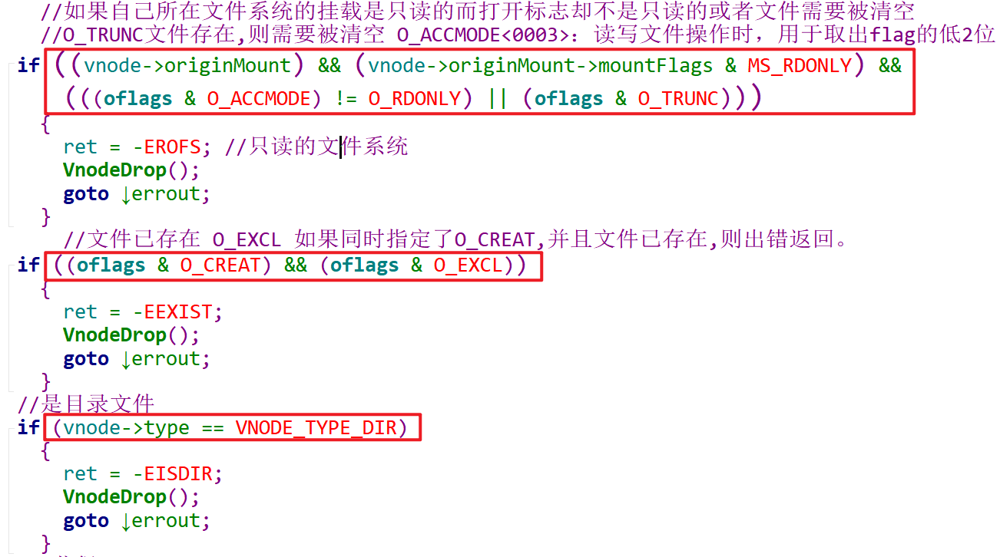 //如果自己所在文件系统的挂载是只读的而打开标志却不是只读的或者文件需要被清空
//O_TRUNC文件存在,则需要被清空 O_ACCMODE<0003>：读写文件操作时，用于取出flag的低2位
if ((vnode->originMount) && (vnode->originMount->mountFlags & MS_RDONLY) &&
(((oflags & O_ACCMODE) != O_RDONLY) || (oflags & O_TRUNC)))
{
ret = -EROFS; //只读的文件系统
VnodeDrop();
goto ↓errout;
}
//文件已存在 O_EXCL 如果同时指定了O_CREAT,并且文件已存在,则出错返回。
if ((oflags & O_CREAT) && (oflags & O_EXCL))
{
ret = -EEXIST;
VnodeDrop();
goto ↓errout;
}
//是目录文件
if (vnode->type == VNODE_TYPE_DIR)
{
ret = -EISDIR;
VnodeDrop();
goto ↓errout;
}